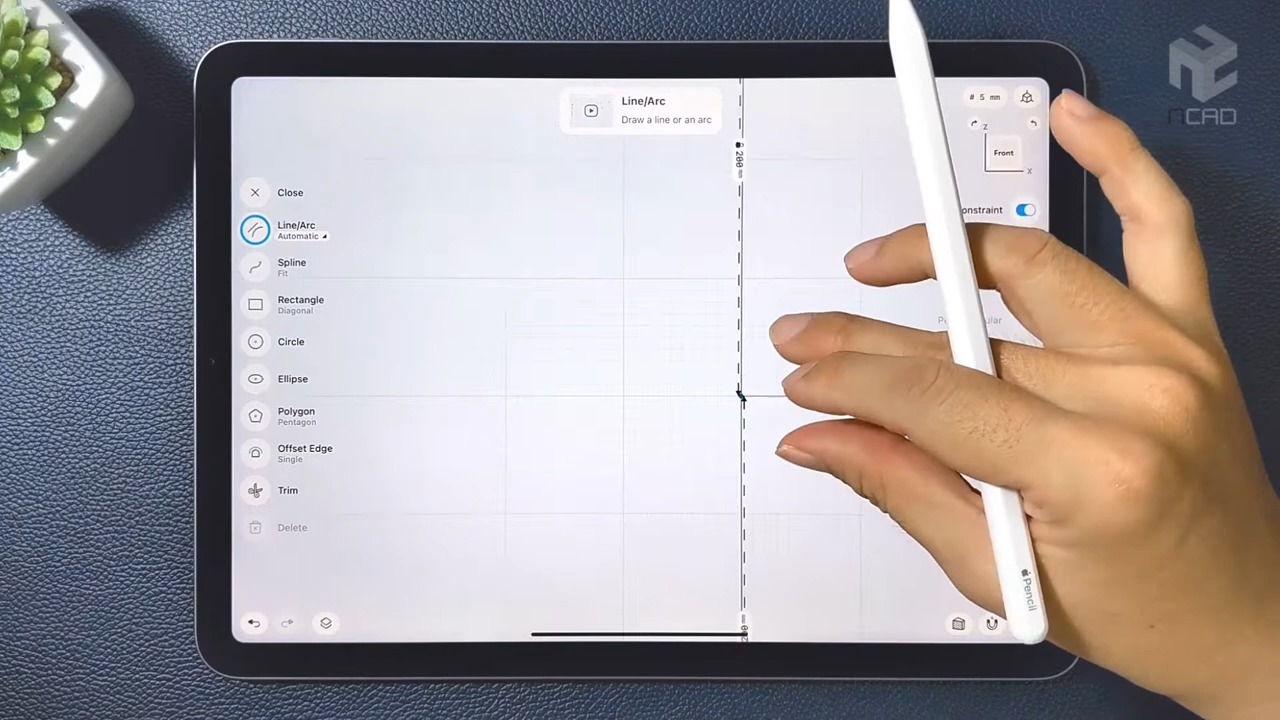 Line/Arc
Draw a line or an arc
# 5 mm
Z
Front
X
onstraint
200
Close
Line/Arc
Automatic
Spline
Fit
Rectangle
Diagonal
Circle
Ellipse
Polygon
Pentagon
Offset Edge
Single
Trim
Delete
Pencil
NCAD